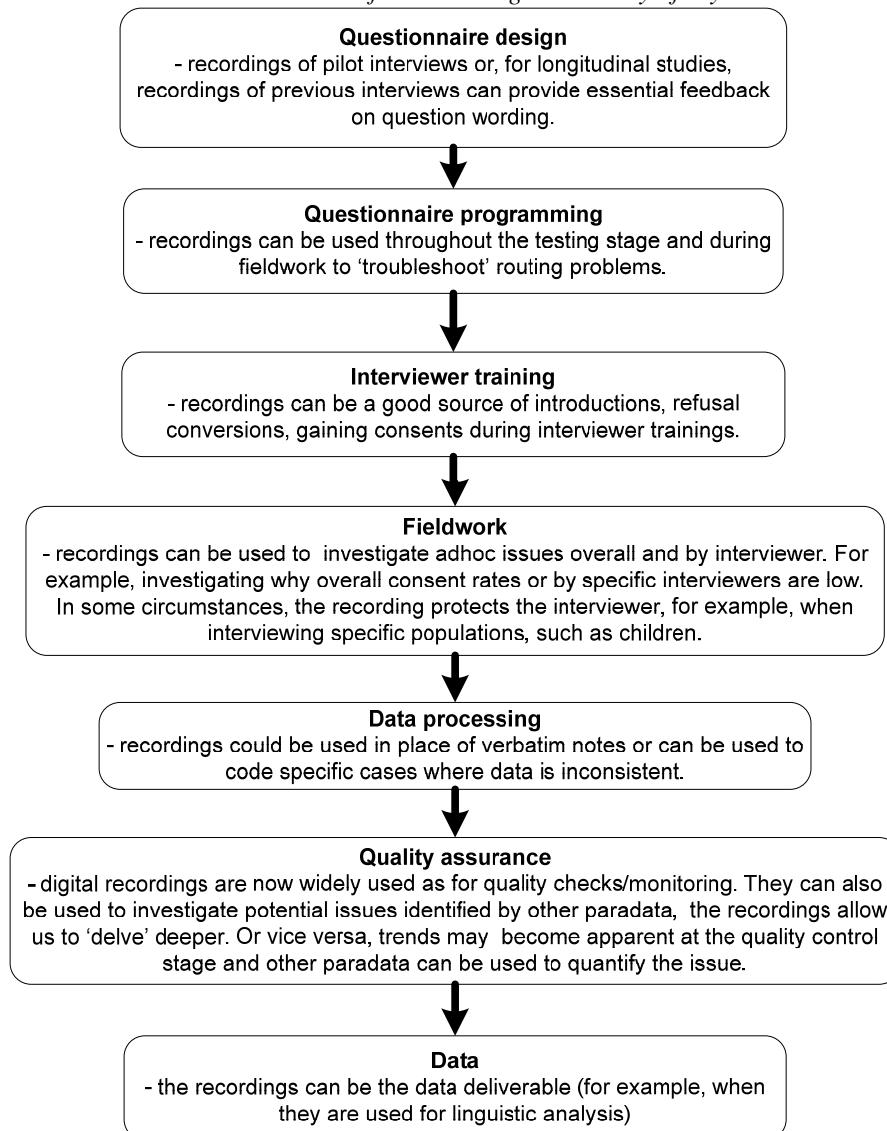 Questionnaire design
- recordings of pilot interviews or, for longitudinal studies,
recordings of previous interviews can provide essential feedback
on question wording.
Questionnaire programming
- recordings can be used throughout the testing stage and during
fieldwork to ‘troubleshoot’ routing problems.
Interviewer training
- recordings can be a good source of introductions, refusal
conversions, gaining consents during interviewer trainings.
Fieldwork
- recordings can be used to investigate adhoc issues overall and by interviewer. For
example, investigating why overall consent rates or by specific interviewers are low.
In some circumstances, the recording protects the interviewer, for example, when
interviewing specific populations, such as children.
Data processing
- recordings could be used in place of verbatim notes or can be used to
code specific cases where data is inconsistent.
Quality assurance
- digital recordings are now widely used as for quality checks/monitoring. They can also
be used to investigate potential issues identified by other paradata, the recordings allow
us to ‘delve’ deeper. Or vice versa, trends may become apparent at the quality control
stage and other paradata can be used to quantify the issue.
Data
- the recordings can be the data deliverable (for example, when
they are used for linguistic analysis)